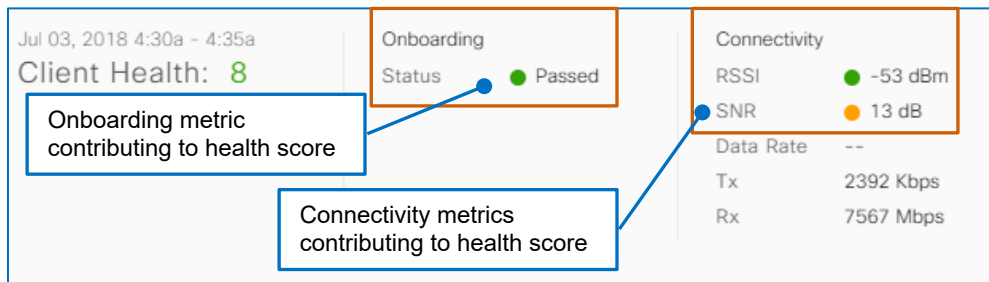 Jul 03, 2018 4:30a - 4:35a
Client Health: 8
Onboarding metric
contributing to health score
Onboarding
Status Passed
Connectivity metrics
contributing to health score
Connectivity
RSSI -53 dBm
SNR 13 dB
Data Rate --
Tx 2392 Kbps
Rx 7567 Mbps